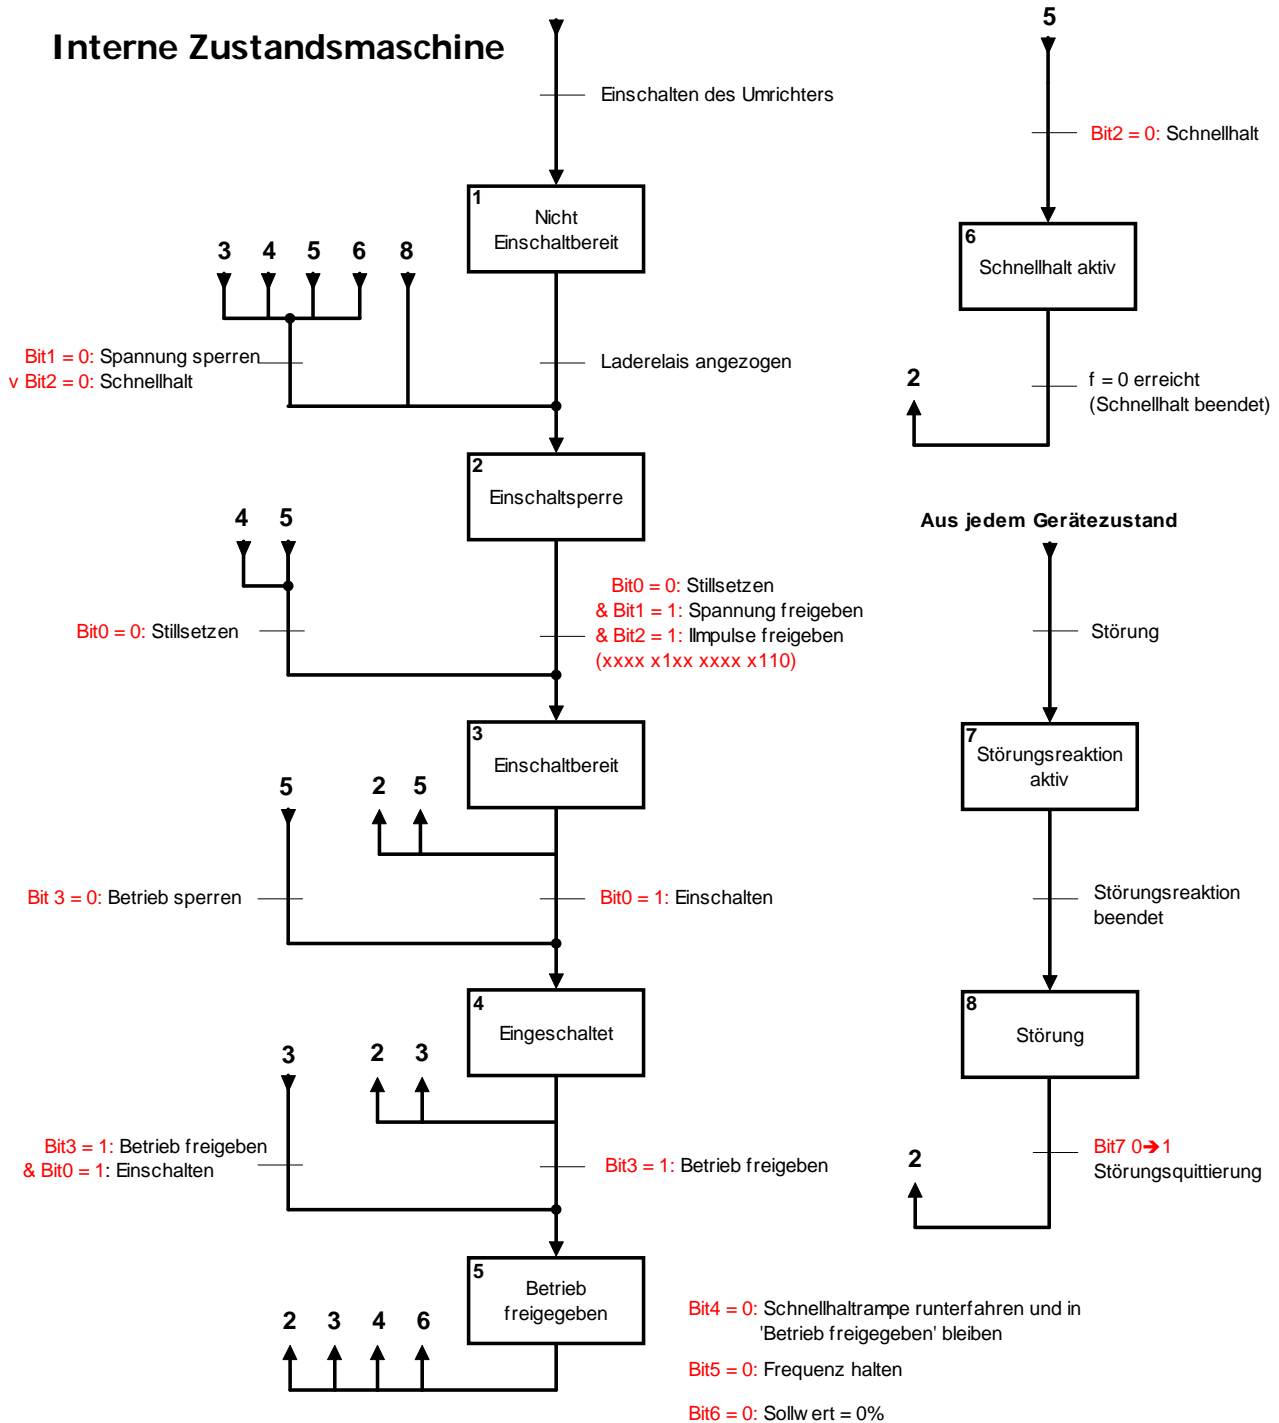 Interne Zustandsmaschine
Einschalten des Umrichters
1
Nicht
Einschaltbereit
3 4 5 6 8
Bit1 = 0: Spannung sperren
v Bit2 = 0: Schnellhalt
Laderelais angezogen
2
Einschaltsperre
4 5
Bit0 = 0: Stillsetzen
Bit0 = 0: Stillsetzen
& Bit1 = 1: Spannung freigeben
& Bit2 = 1: IImpulse freigeben
(xxxx x1xx xxxx x110)
3
Einschaltbereit
5
2 5
Bit 3 = 0: Betrieb sperren
Bit0 = 1: Einschalten
4
Eingeschaltet
3
2 3
Bit3 = 1: Betrieb freigeben
& Bit0 = 1: Einschalten
Bit3 = 1: Betrieb freigeben
5
Betrieb
freigegeben
2 3 4 6
5
Bit2 = 0: Schnellhalt
6
Schnellhalt aktiv
f = 0 erreicht
(Schnellhalt beendet)
2
Aus jedem Gerätezustand
Störung
7
Störungsreaktion
aktiv
Störungsreaktion
beendet
8
Störung
Bit7 0➔1
Störungsquittierung
2
Bit4 = 0: Schnellhaltrampe runterfahren und in
'Betrieb freigegeben' bleiben
Bit5 = 0: Frequenz halten
Bit6 = 0: Sollwert = 0%